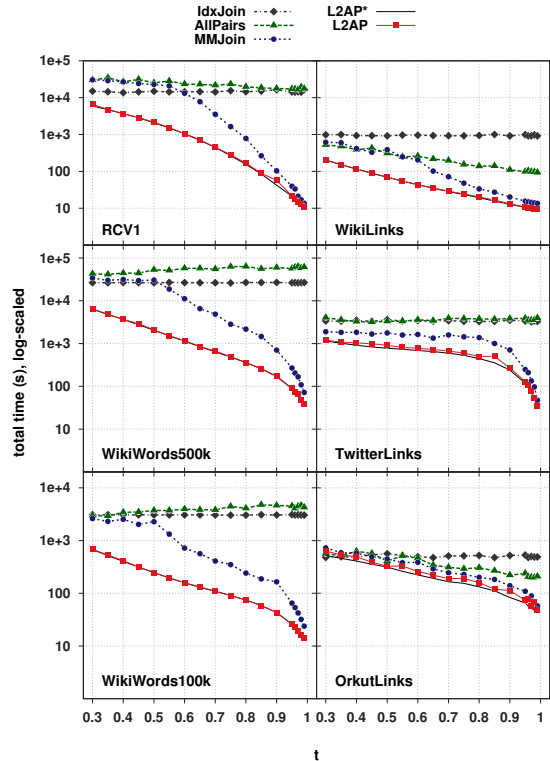 IdxJoin
AllPairs
MMJoin
L2AP*
L2AP
total time (s), log-scaled
1e+5
1e+4
1e+3
100
10
RCV1
WikiLinks
1e+5
1e+4
1e+3
100
10
WikiWords500k
TwitterLinks
1e+4
1e+3
100
10
WikiWords100k
OrkutLinks
0.3 0.4 0.5 0.6 0.7 0.8 0.9 1
0.3 0.4 0.5 0.6 0.7 0.8 0.9 1
t